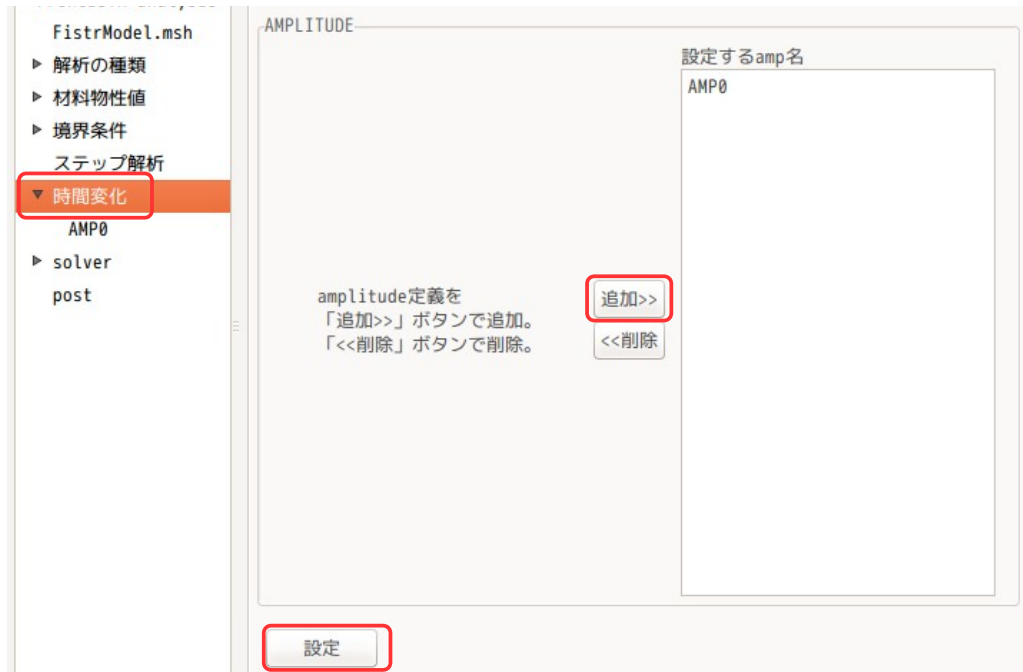 FistrModel.msh
解析の種類
材料物性値
境界条件
ステップ解析
時間変化
AMP0
solver
post
AMPLITUDE
設定するamp名
AMP0
amplitude定義を
「追加>>」ボタンで追加。
「<<削除」ボタンで削除。
追加>>
<<削除
設定